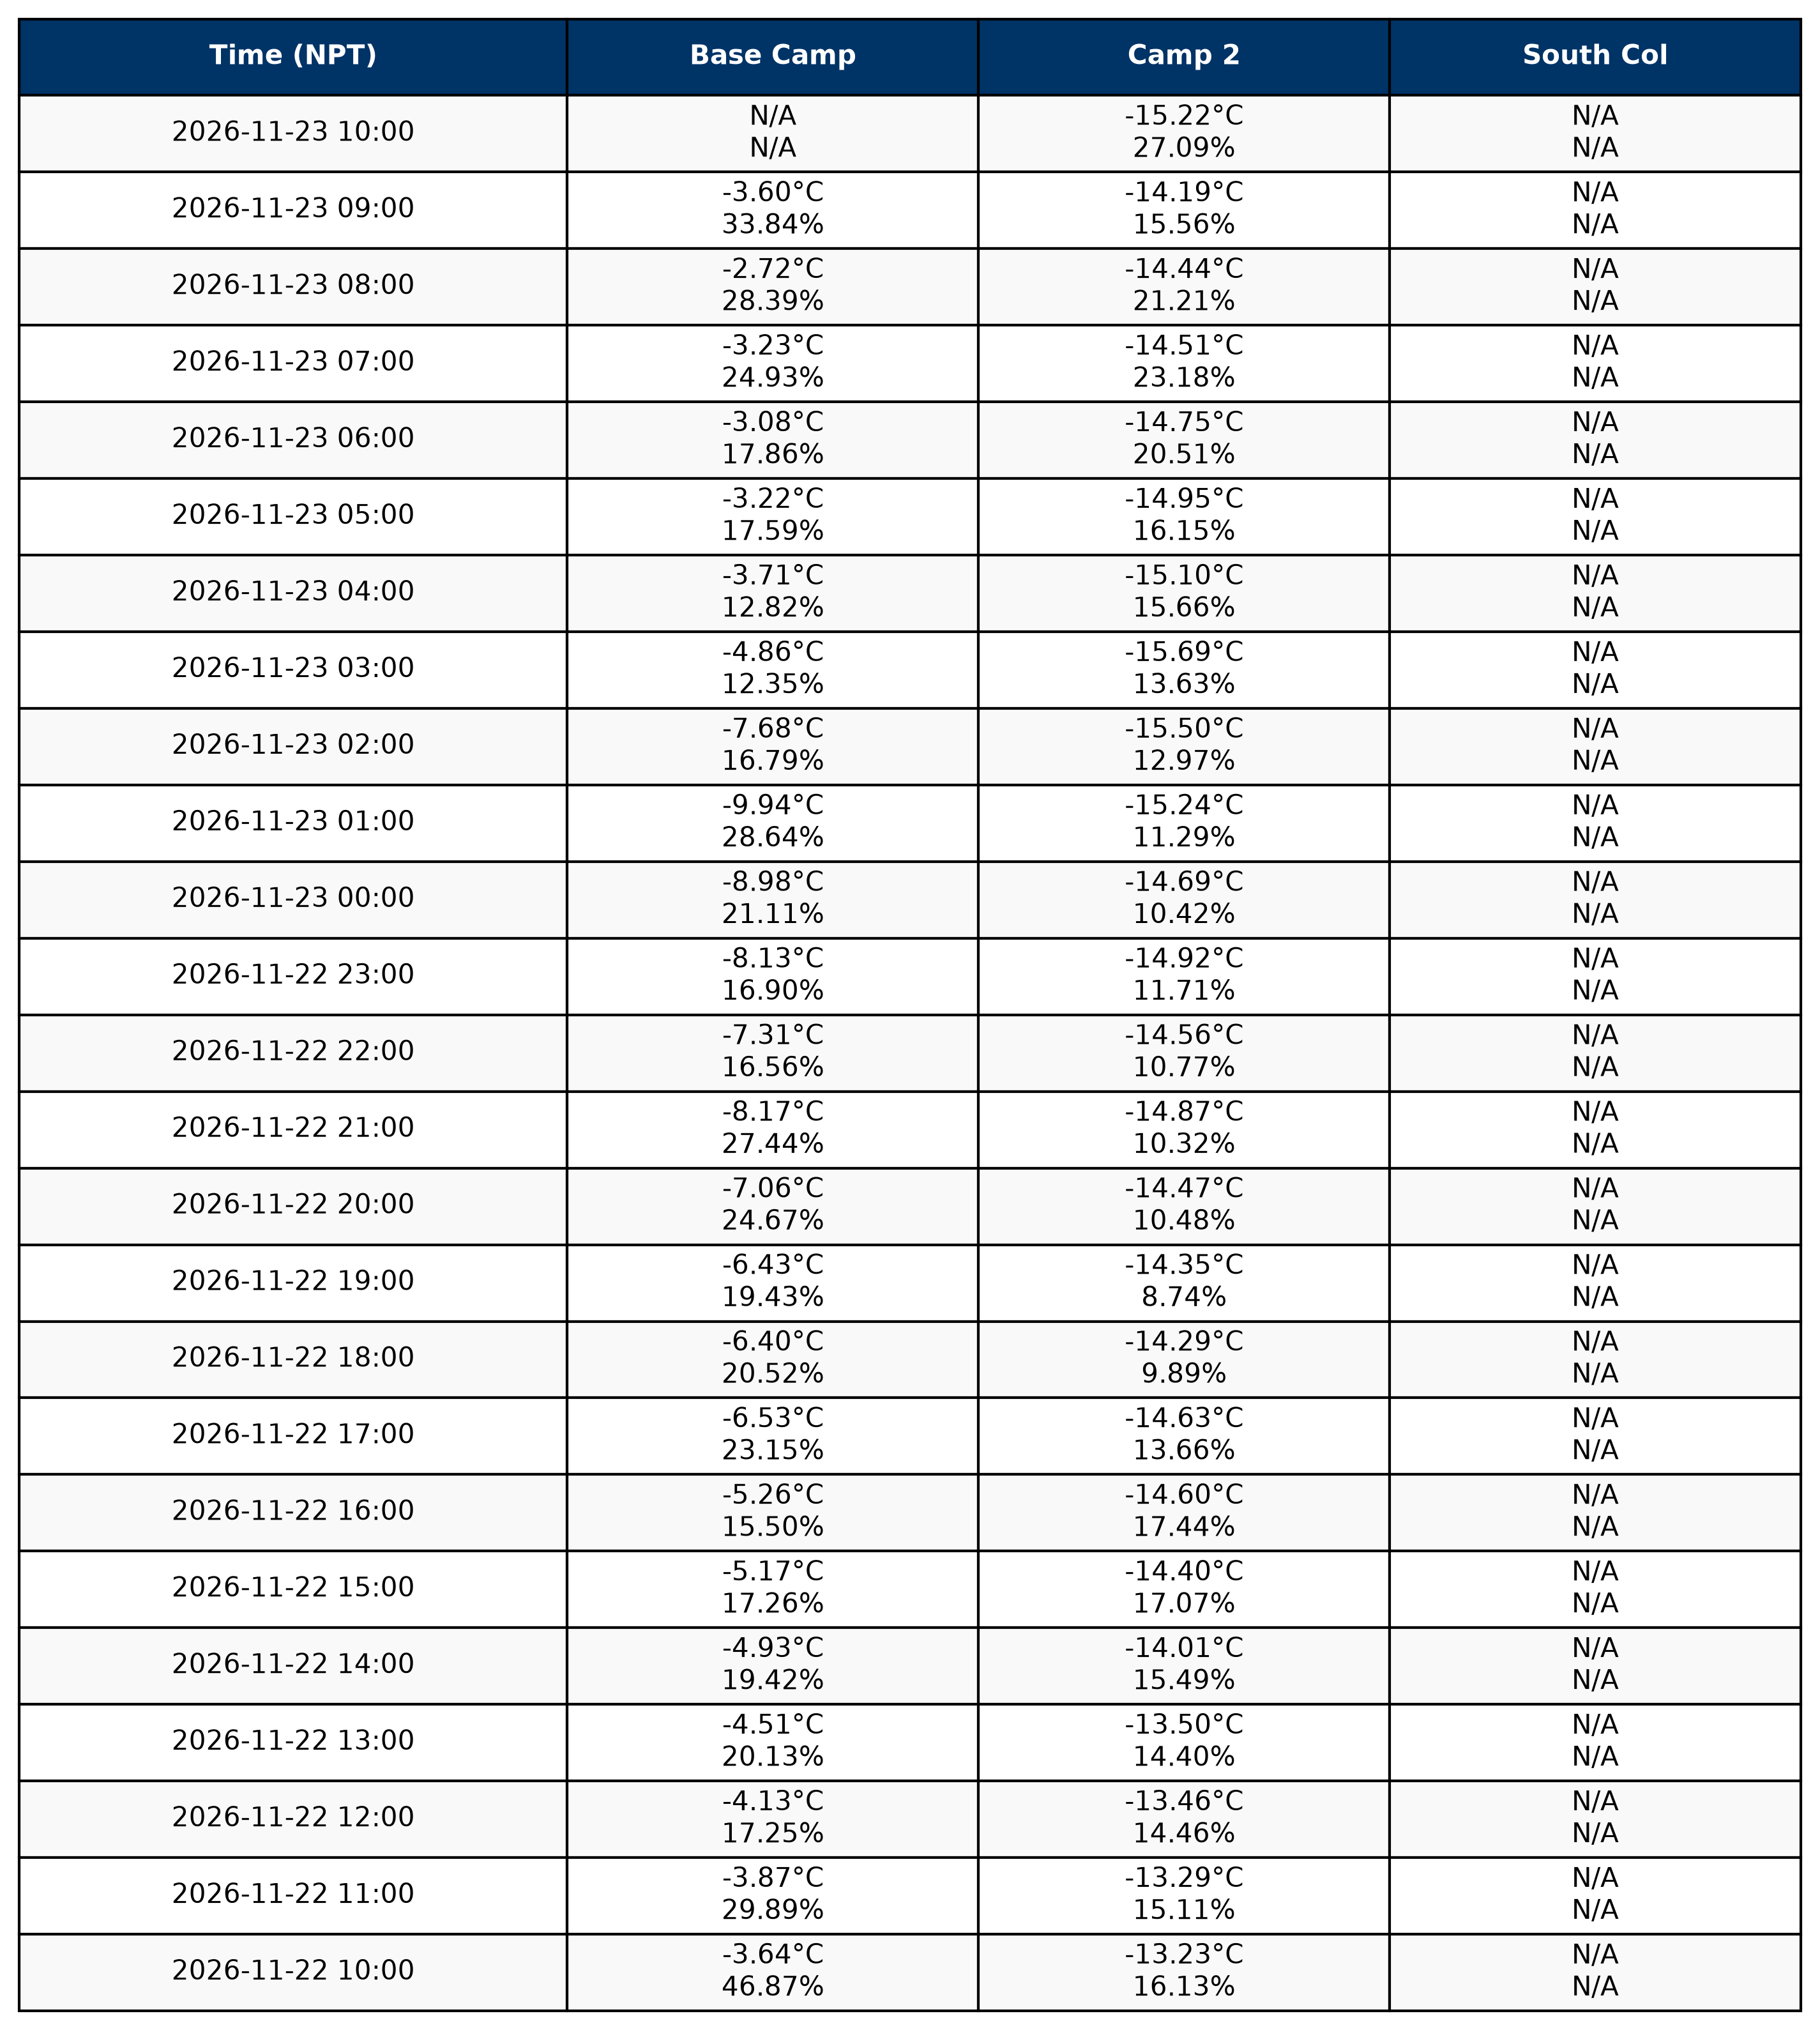 Time (NPT) Base Camp Camp 2 South Col
2026-11-23 10:00
N/A
N/A
-15.22°C
27.09%
N/A
N/A
2026-11-23 09:00
-3.60°C
33.84%
-14.19°C
15.56%
N/A
N/A
2026-11-23 08:00
-2.72°C
28.39%
-14.44°C
21.21%
N/A
N/A
2026-11-23 07:00
-3.23°C
24.93%
-14.51°C
23.18%
N/A
N/A
2026-11-23 06:00
-3.08°C
17.86%
-14.75°C
20.51%
N/A
N/A
2026-11-23 05:00
-3.22°C
17.59%
-14.95°C
16.15%
N/A
N/A
2026-11-23 04:00
-3.71°C
12.82%
-15.10°C
15.66%
N/A
N/A
2026-11-23 03:00
-4.86°C
12.35%
-15.69°C
13.63%
N/A
N/A
2026-11-23 02:00
-7.68°C
16.79%
-15.50°C
12.97%
N/A
N/A
2026-11-23 01:00
-9.94°C
28.64%
-15.24°C
11.29%
N/A
N/A
2026-11-23 00:00
-8.98°C
21.11%
-14.69°C
10.42%
N/A
N/A
2026-11-22 23:00
-8.13°C
16.90%
-14.92°C
11.71%
N/A
N/A
2026-11-22 22:00
-7.31°C
16.56%
-14.56°C
10.77%
N/A
N/A
2026-11-22 21:00
-8.17°C
27.44%
-14.87°C
10.32%
N/A
N/A
2026-11-22 20:00
-7.06°C
24.67%
-14.47°C
10.48%
N/A
N/A
2026-11-22 19:00
-6.43°C
19.43%
-14.35°C
8.74%
N/A
N/A
2026-11-22 18:00
-6.40°C
20.52%
-14.29°C
9.89%
N/A
N/A
2026-11-22 17:00
-6.53°C
23.15%
-14.63°C
13.66%
N/A
N/A
2026-11-22 16:00
-5.26°C
15.50%
-14.60°C
17.44%
N/A
N/A
2026-11-22 15:00
-5.17°C
17.26%
-14.40°C
17.07%
N/A
N/A
2026-11-22 14:00
-4.93°C
19.42%
-14.01°C
15.49%
N/A
N/A
2026-11-22 13:00
-4.51°C
20.13%
-13.50°C
14.40%
N/A
N/A
2026-11-22 12:00
-4.13°C
17.25%
-13.46°C
14.46%
N/A
N/A
2026-11-22 11:00
-3.87°C
29.89%
-13.29°C
15.11%
N/A
N/A
2026-11-22 10:00
-3.64°C
46.87%
-13.23°C
16.13%
N/A
N/A